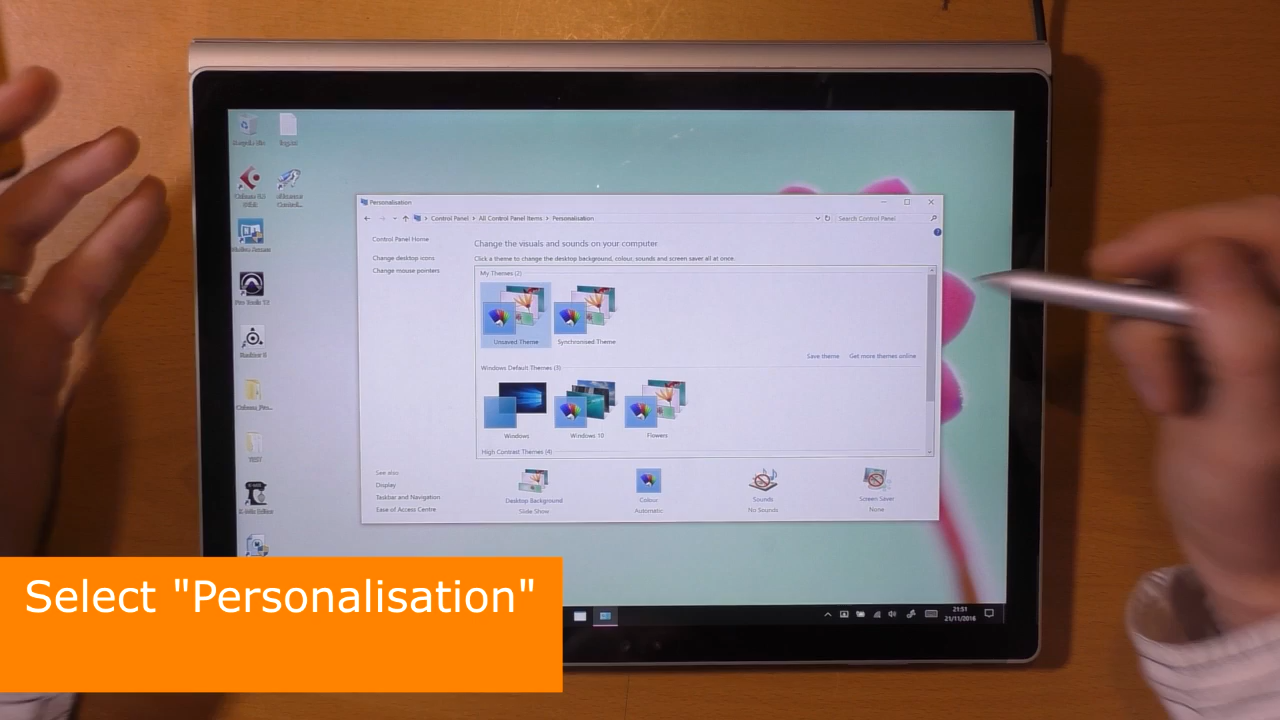 Recycle Bin
Pro Tools 12
TEST
Personalisation
Control Panel > All Control Panel Items > Personalisation
Search Control Panel
Control Panel Home
Change desktop icons
Change mouse pointers
Change the visuals and sounds on your computer
Click a theme to change the desktop background, colour, sounds and screen saver all at once.
My Themes (2)
Unsaved Theme
Synchronised Theme
Save theme
Get more themes online
Windows Default Themes (3)
Windows
Windows 10
Flowers
High Contrast Themes (4)
See also
Display
Taskbar and Navigation
Ease of Access Centre
Desktop Background
Slide Show
Colour
Automatic
Sounds
No Sounds
Screen Saver
None
21:51
21/11/2016
Select "Personalisation"